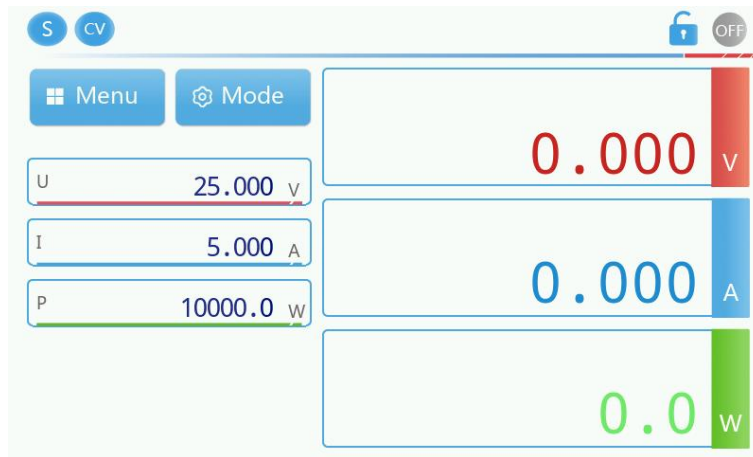 S CV OFF
Menu Mode
0.000 V
U 25.000 V
I 5.000 A
P 10000.0 W
0.000 A
0.0 W